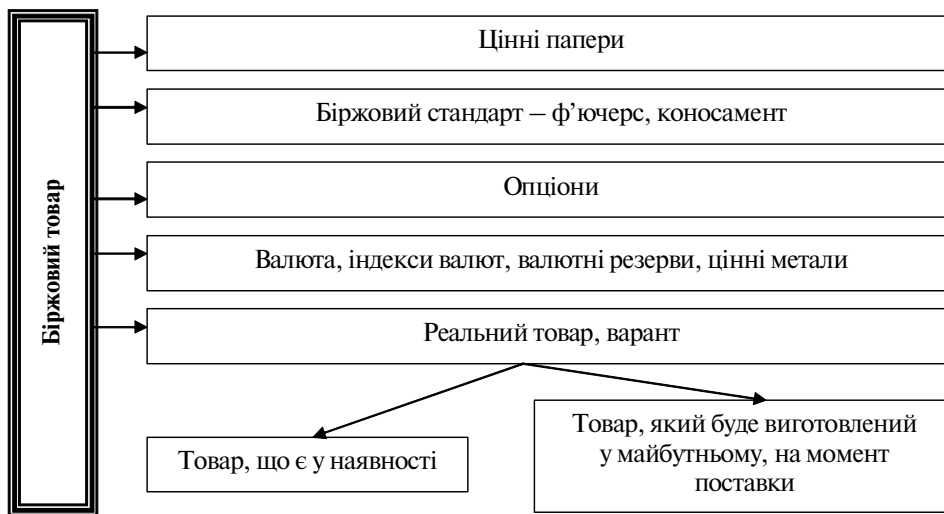 Біржовий товар
Цінні папери
Біржовий стандарт – ф’ючерс, коносамент
Опціони
Валюта, індекси валют, валютні резерви, цінні метали
Реальний товар, варант
Товар, що є у наявності
Товар, який буде виготовлений
у майбутньому, на момент
поставки